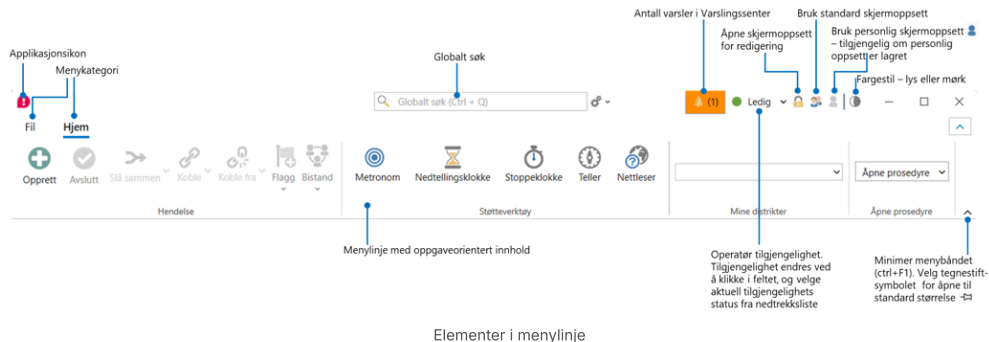 Antall varsler i Varslingssenter
Bruk standard skjermoppsett
Applikasjonsikon
Menykategori
Globalt søk
Åpne skjermoppsett
for redigering
Bruk personlig skjermoppsett
– tilgjengelig om personlig
oppsett er lagret
Fargestil – lys eller mørk
Globalt søk (Ctrl + Q)
(1)
Ledig
Fil
Hjem
Opprett
Avslutt
Slå sammen
Koble
Koble fra
Flagg
Bistand
Metronom
Nedtellingsklokke
Stoppeklokke
Teller
Nettleser
Åpne prosedyre
Hendelse
Støtteverktøy
Mine distrikter
Åpne prosedyre
Menylinje med oppgaveorientert innhold
Operatør tilgjengelighet.
Tilgjengelighet endres ved
å klikke i feltet, og velge
aktuell tilgjengelighets
status fra nedtrekksliste
Minimer menybåndet
(ctrl+F1). Velg tegnestift-
symbolet for åpne til
standard størrelse
Elementer i menylinje